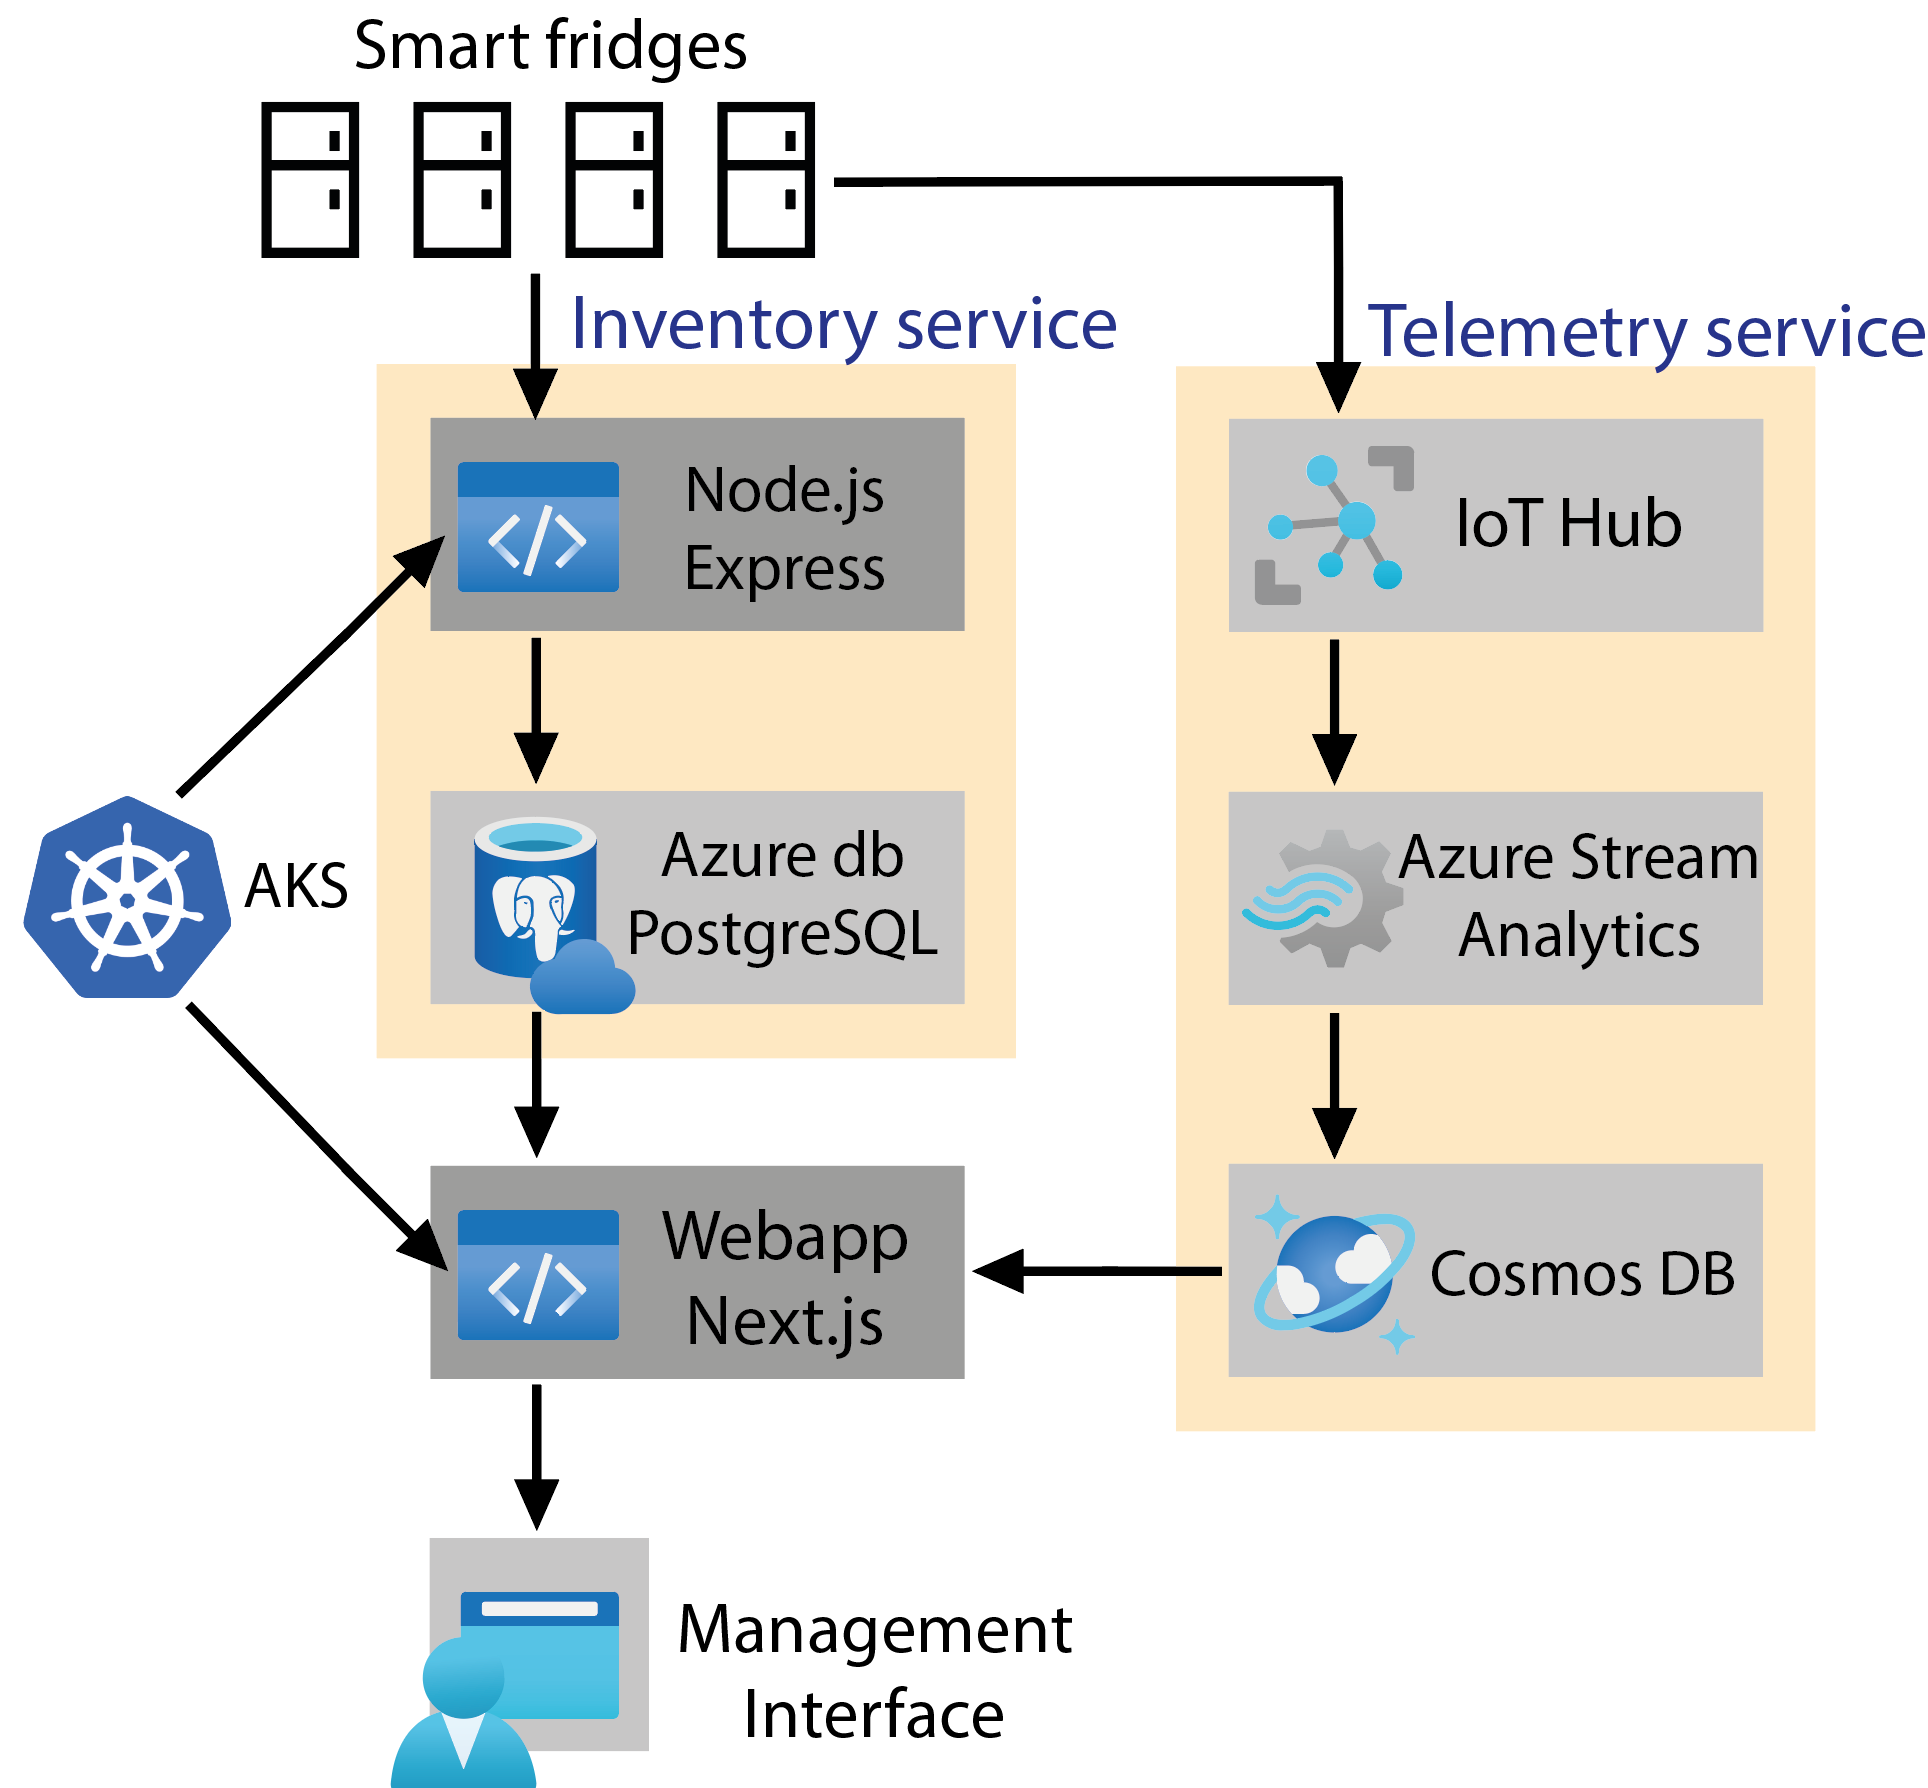 Smart fridges
Inventory service
Telemetry service
Node.js
Express
IoT Hub
AKS
Azure db
PostgreSQL
Azure Stream
Analytics
Webapp
Next.js
Cosmos DB
Management
Interface